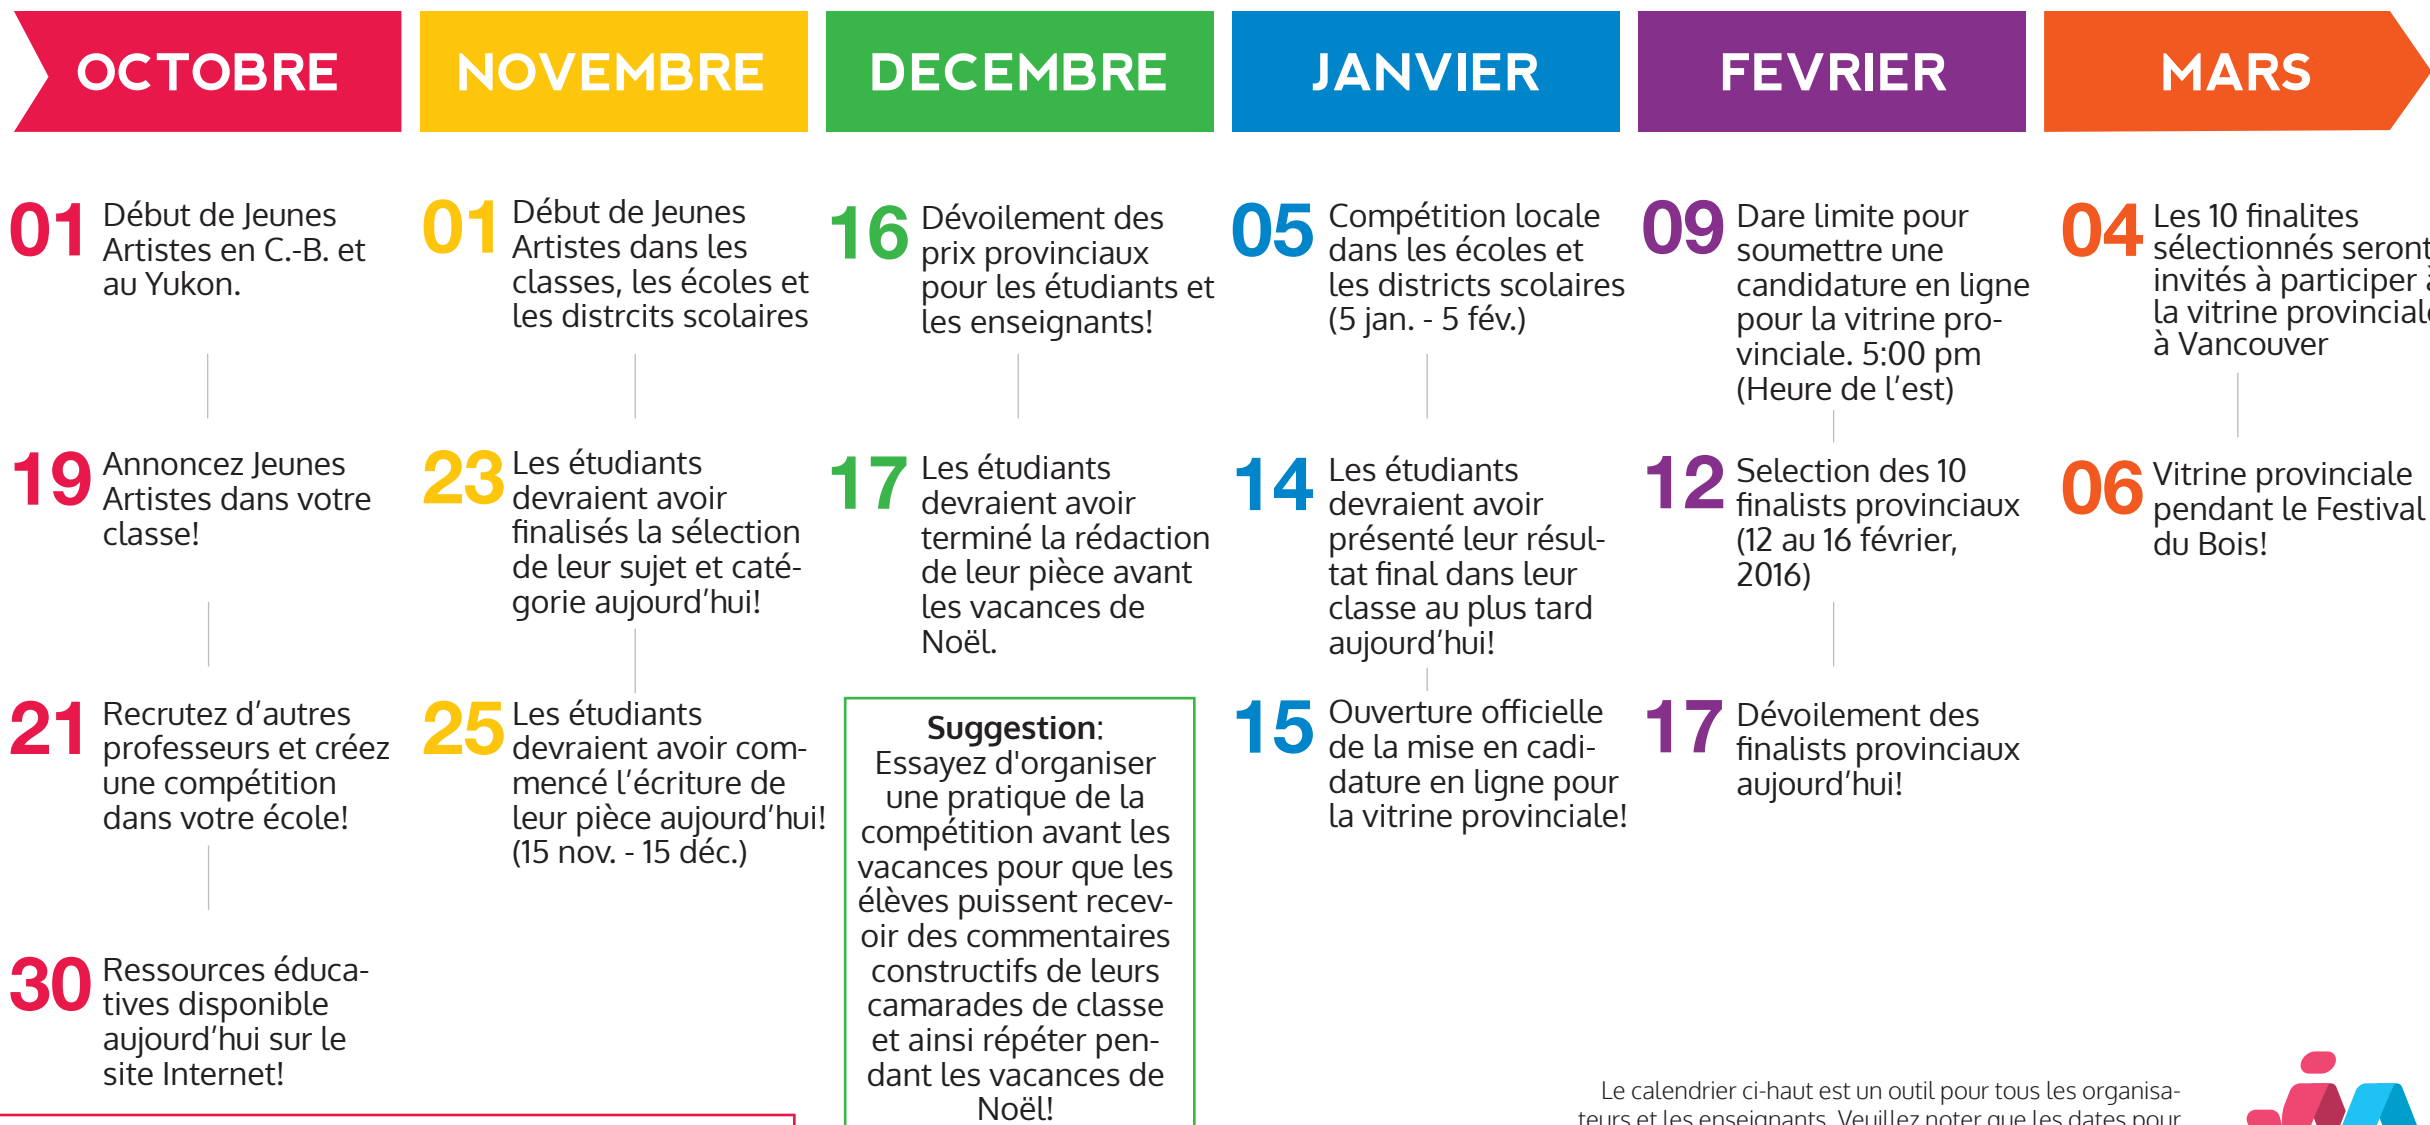 OCTOBRE
NOVEMBRE
DECEMBRE
JANVIER
FEVRIER
MARS
01
Début de Jeunes
Artistes en C.-B. et
au Yukon.
19
Annoncez Jeunes
Artistes dans votre
classe!
21
Recrutez d’autres
professeurs et créez
une compétition
dans votre école!
30
Ressources éduca-
tives disponible
aujourd’hui sur le
site Internet!
01
Début de Jeunes
Artistes dans les
classes, les écoles et
les distrcits scolaires
23
Les étudiants
devraient avoir
finalisés la sélection
de leur sujet et caté-
gorie aujourd’hui!
25
Les étudiants
devraient avoir com-
mencé l’écriture de
leur pièce aujourd’hui!
(15 nov. - 15 déc.)
16
Dévoilement des
prix provinciaux
pour les étudiants et
les enseignants!
17
Les étudiants
devraient avoir
terminé la rédaction
de leur pièce avant
les vacances de
Noël.
Suggestion:
Essayez d'organiser
une pratique de la
compétition avant les
vacances pour que les
élèves puissent recev-
oir des commentaires
constructifs de leurs
camarades de classe
et ainsi répéter pen-
dant les vacances de
Noël!
05
Compétition locale
dans les écoles et
les districts scolaires
(5 jan. - 5 fév.)
14
Les étudiants
devraient avoir
présenté leur résul-
tat final dans leur
classe au plus tard
aujourd’hui!
15
Ouverture officielle
de la mise en cadi-
dature en ligne pour
la vitrine provinciale!
09
Dare limite pour
soumettre une
candidature en ligne
pour la vitrine pro-
vinciale. 5:00 pm
(Heure de l’est)
12
Selection des 10
finalists provinciaux
(12 au 16 février,
2016)
17
Dévoilement des
finalists provinciaux
aujourd’hui!
04
Les 10 finalites
sélectionnés seront
invités à participer à
la vitrine provinciale
à Vancouver
06
Vitrine provinciale
pendant le Festival
du Bois!
Le calendrier ci-haut est un outil pour tous les organisa-
teurs et les enseignants. Veuillez noter que les dates pour